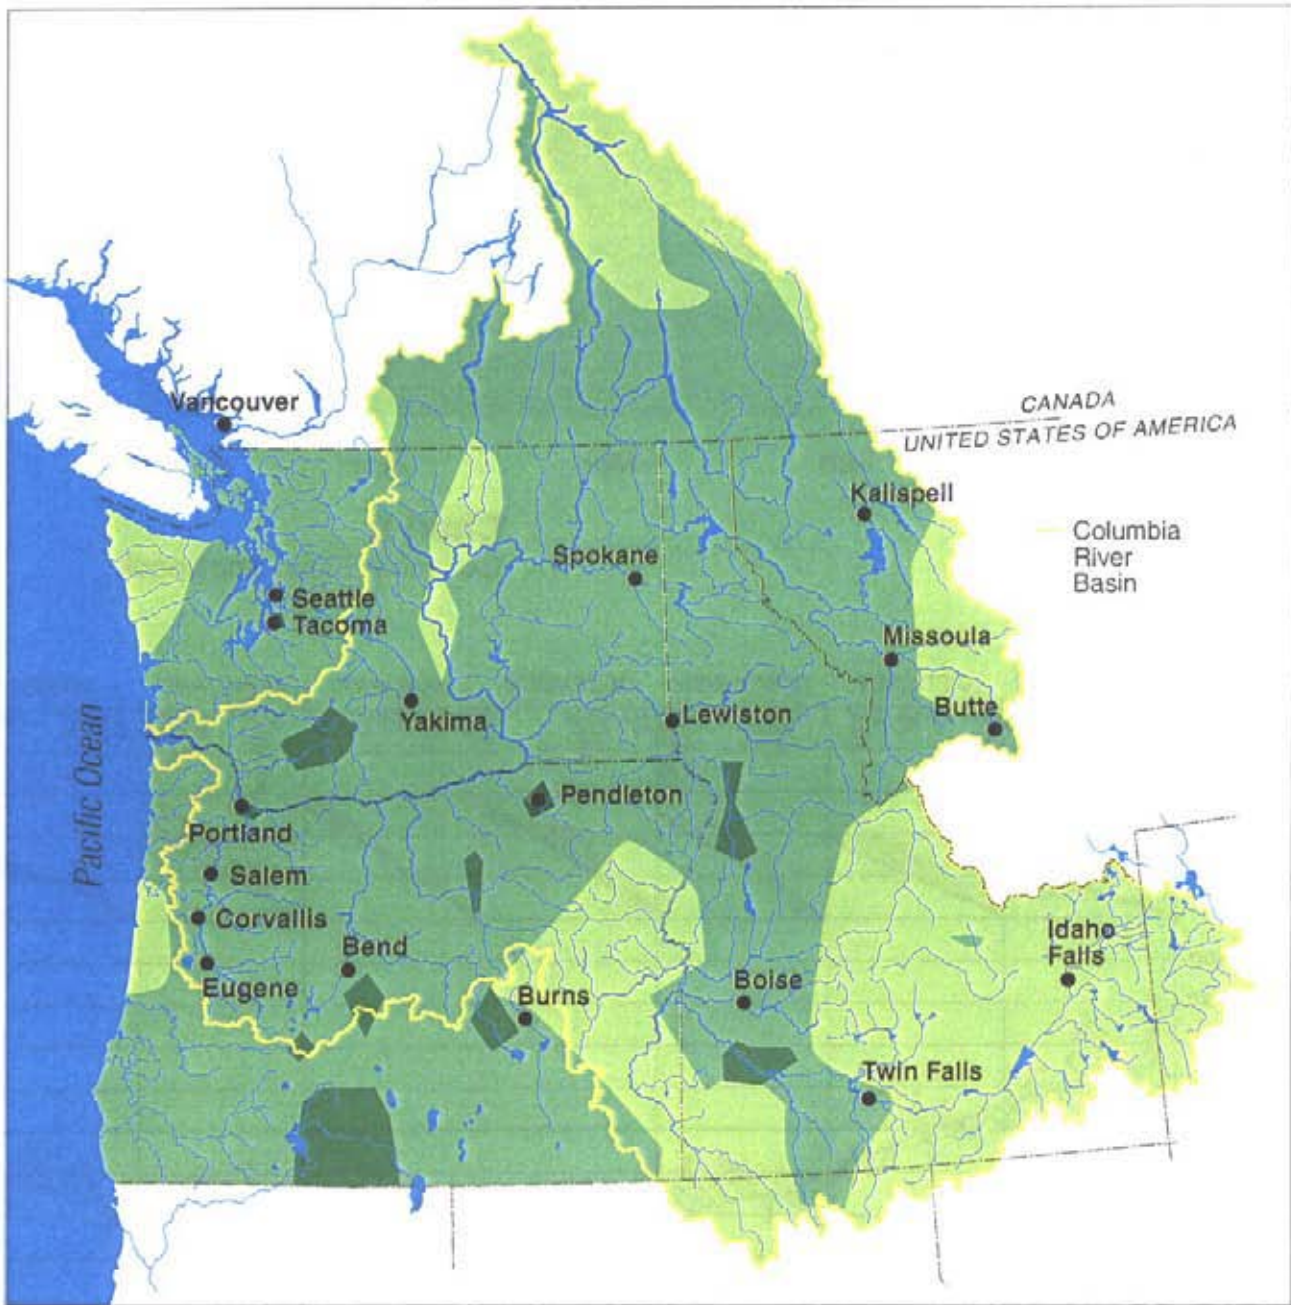 Vancouver
CANADA
UNITED STATES OF AMERICA
Kalispell
Columbia
River
Basin
Spokane
Seattle
Tacoma
Missoula
Yakima
Lewiston
Butte
Pacific Ocean
Pendleton
Portland
Salem
Corvallis
Bend
Eugene
Burns
Boise
Idaho
Falls
Twin Falls